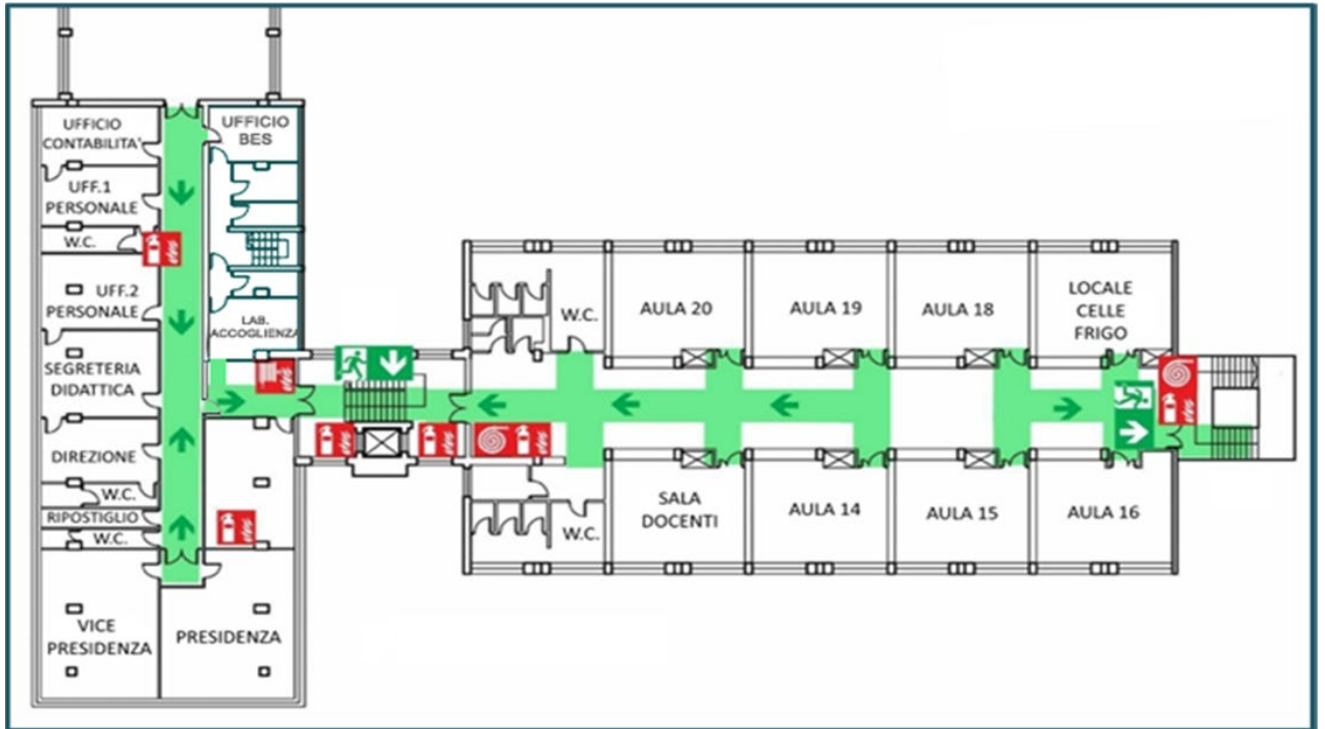 UFFICIO
CONTABILITA'
UFFICIO
BES
UFF.1
PERSONALE
W.C.
UFF.2
PERSONALE
LAB.
ACCOGLIENZA
SEGRETERIA
DIDATTICA
DIREZIONE
W.C.
RIPOSTIGLIO
W.C.
VICE
PRESIDENZA
PRESIDENZA
W.C.
AULA 20
AULA 19
AULA 18
LOCALE
CELLE
FRIGO
W.C.
SALA
DOCENTI
AULA 14
AULA 15
AULA 16